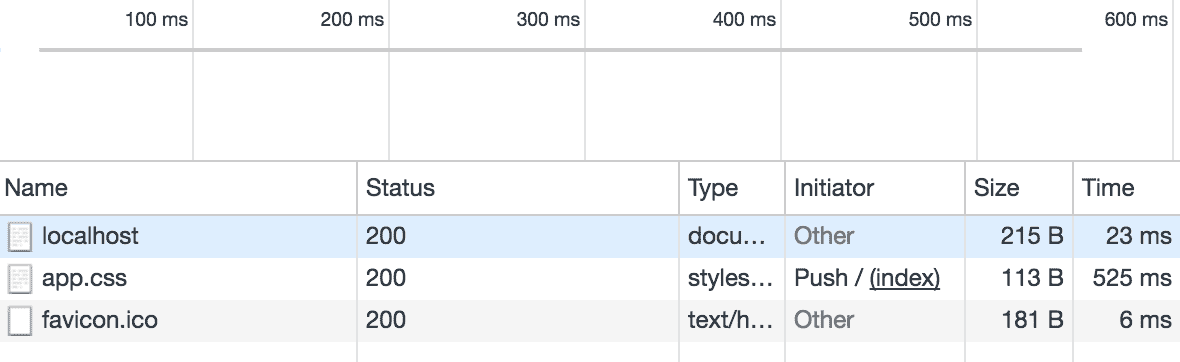 100 ms 200 ms 300 ms 400 ms 500 ms 600 ms
Name Status Type Initiator Size Time
localhost 200 docu... Other 215 B 23 ms
app.css 200 styles... Push / (index) 113 B 525 ms
favicon.ico 200 text/h... Other 181 B 6 ms